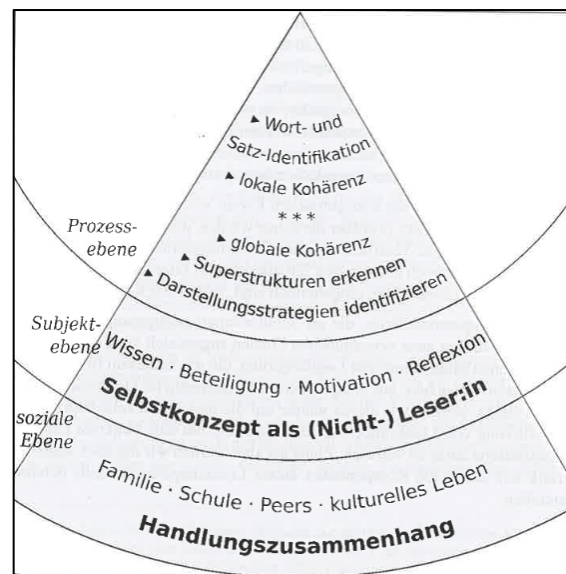 ▸ Wort- und
Satz-Identifikation
▸ lokale Kohärenz
* * *
▸ globale Kohärenz
▸ Superstrukturen erkennen
▸ Darstellungsstrategien identifizieren
Prozess-
ebene
Wissen · Beteiligung · Motivation · Reflexion
Selbstkonzept als (Nicht-) Leser:in
Subjekt-
ebene
Familie · Schule · Peers · kulturelles Leben
Handlungszusammenhang
soziale
Ebene